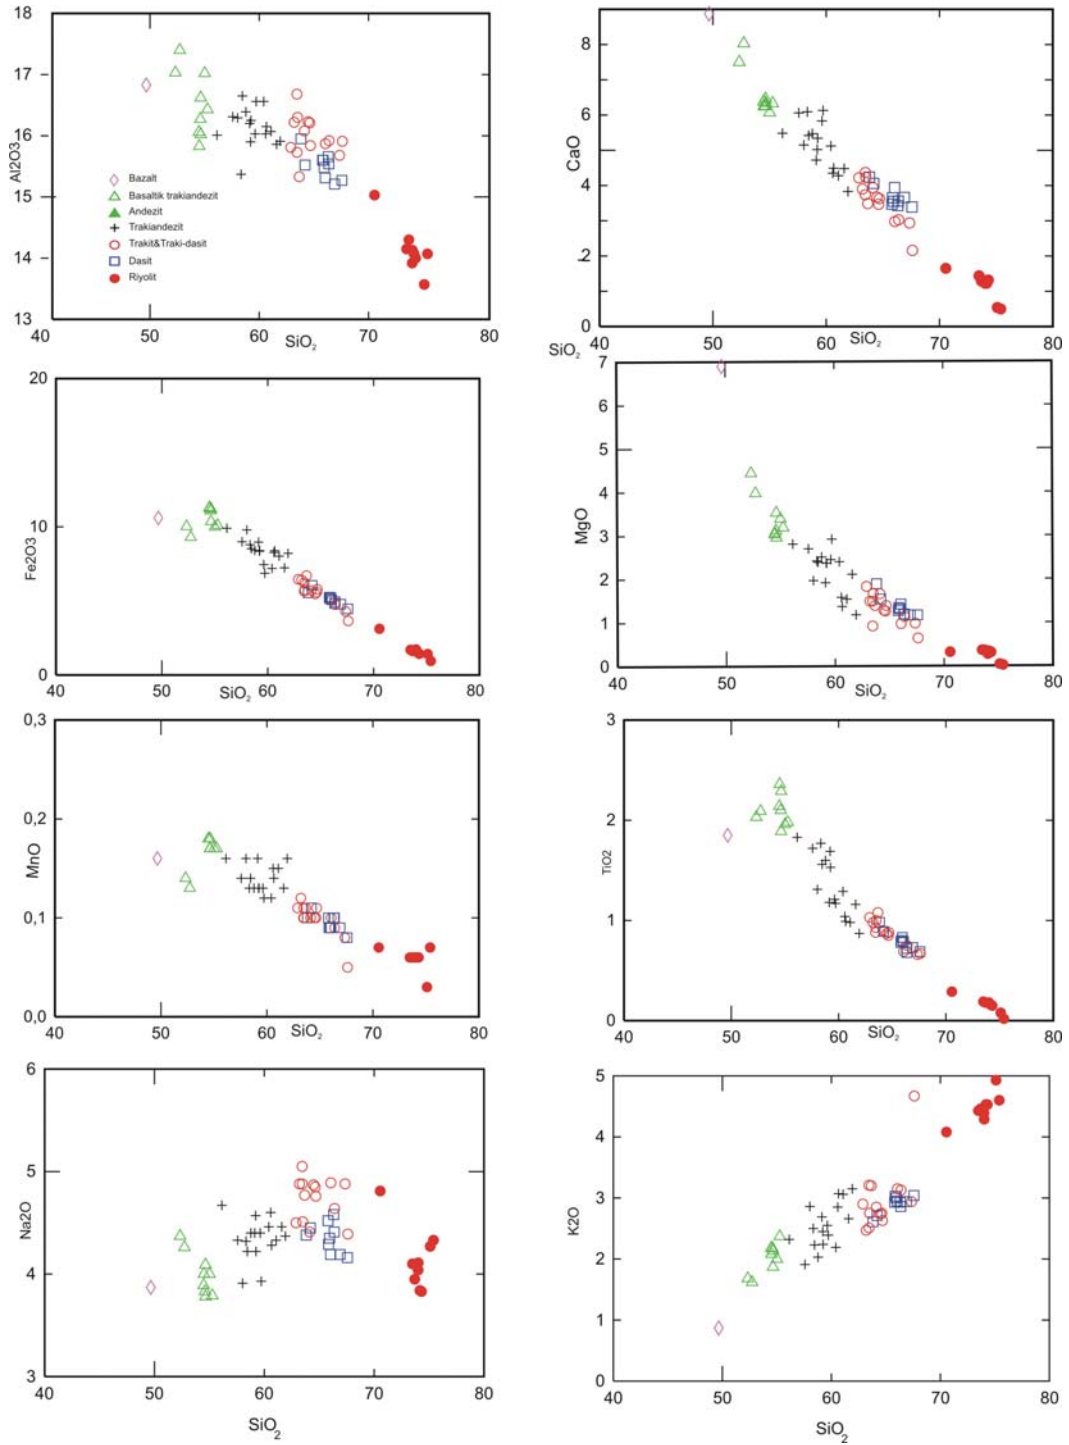 18
17
16
15
14
13
Al2O3
Bazalt
Basaltik trakiandezit
Andezit
Trakiandezit
Trakit&Traki-dasit
Dasit
Riyolit
40 50 60 70 80
SiO2
8
6
4
2
0
CaO
40 50 60 70 80
SiO2
SiO2
20
10
0
Fe2O3
40 50 60 70 80
SiO2
7
6
5
4
3
2
1
0
MgO
40 50 60 70 80
SiO2
0,3
0,2
0,1
0,0
MnO
40 50 60 70 80
SiO2
3
2
1
0
TiO2
40 50 60 70 80
SiO2
6
5
4
3
Na2O
40 50 60 70 80
SiO2
5
4
3
2
1
0
K2O
40 50 60 70 80
SiO2